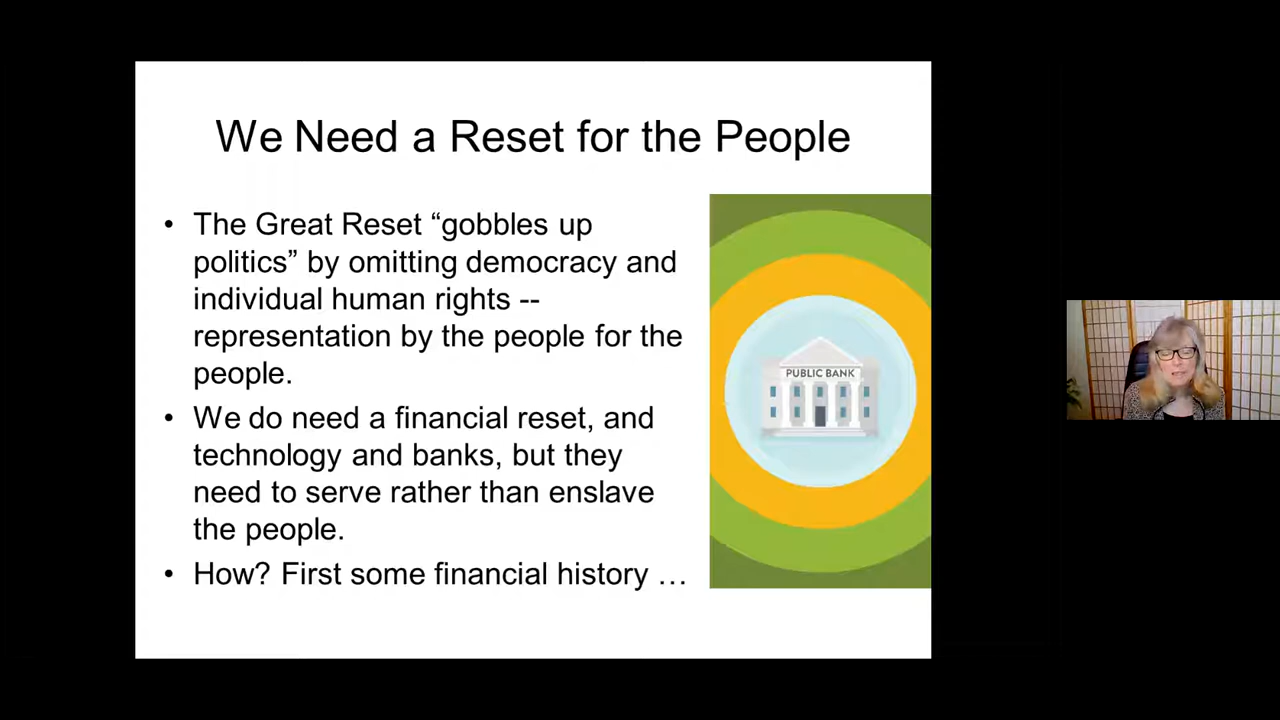 We Need a Reset for the People
• The Great Reset “gobbles up
politics” by omitting democracy and
individual human rights --
representation by the people for the
people.
• We do need a financial reset, and
technology and banks, but they
need to serve rather than enslave
the people.
• How? First some financial history …
PUBLIC BANK